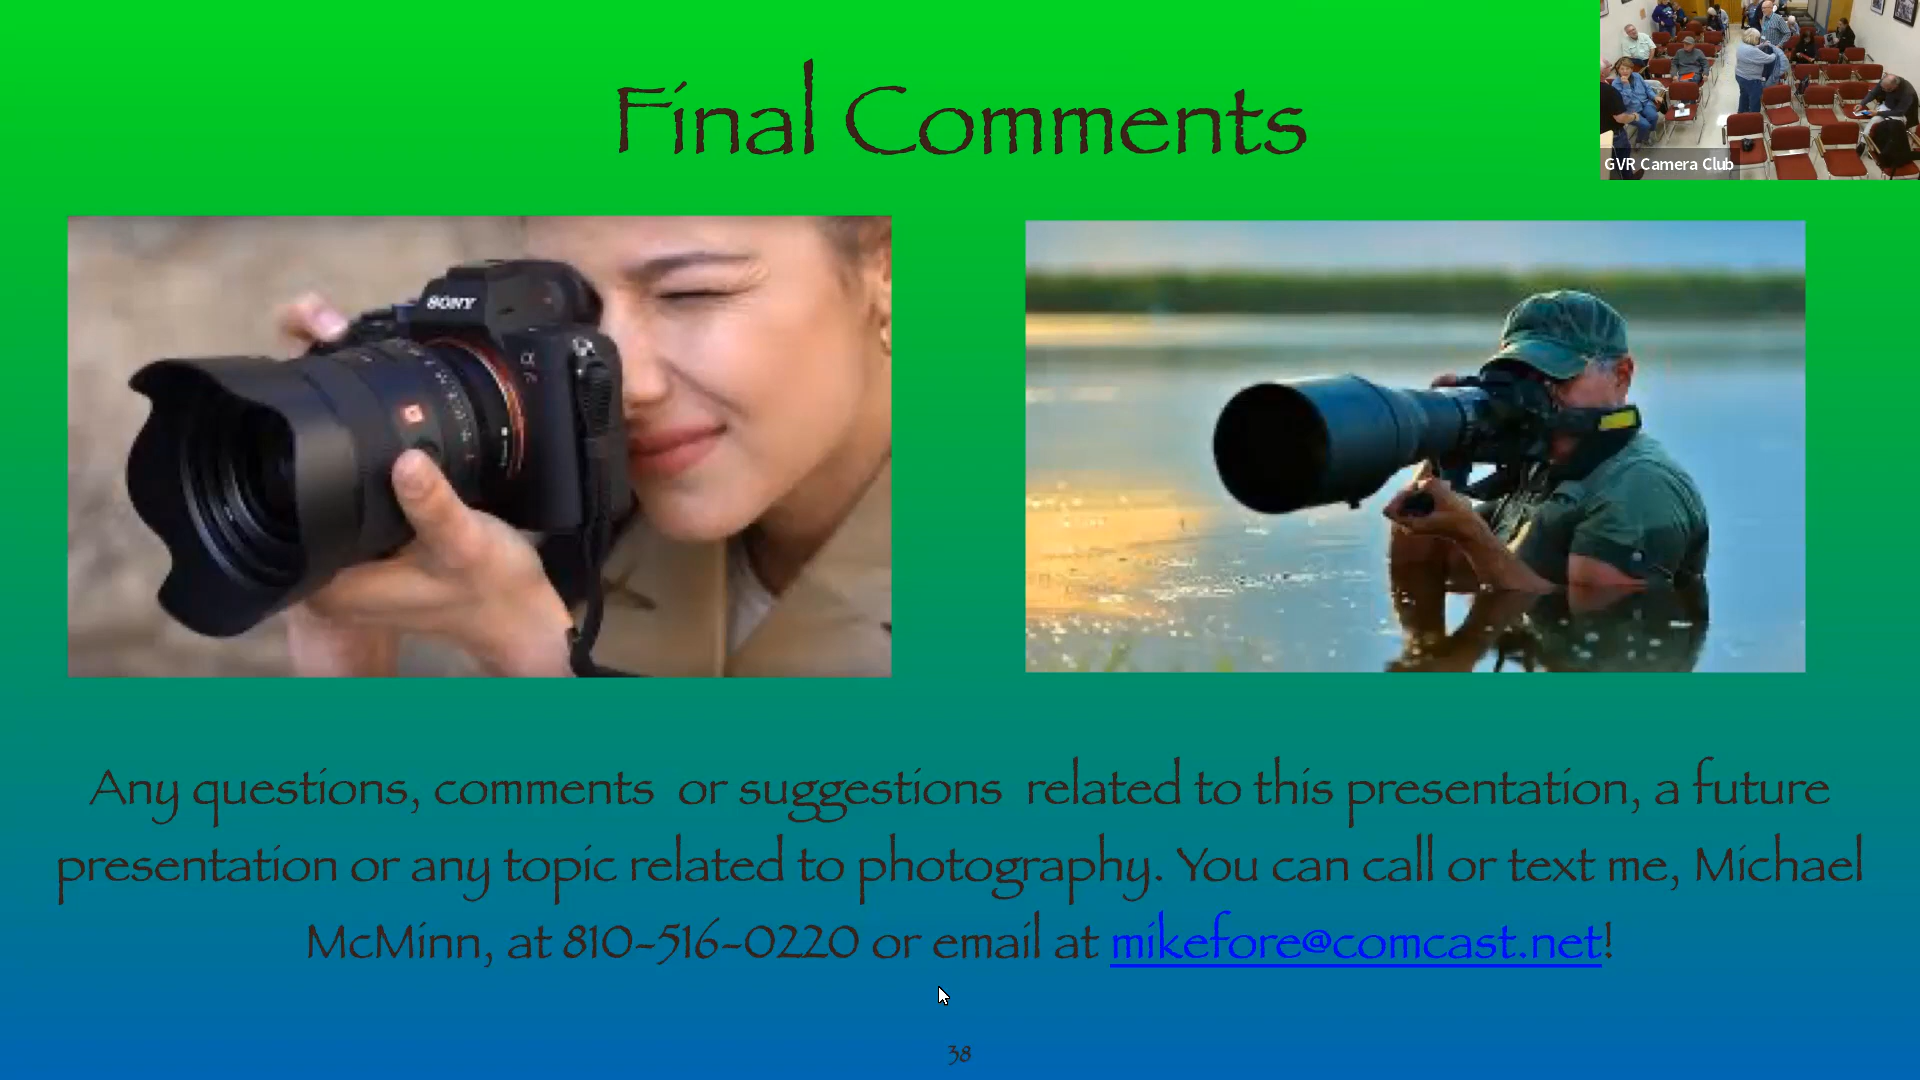 Final Comments
GVR Camera Club
SONY
α7
Any questions, comments or suggestions related to this presentation, a future
presentation or any topic related to photography. You can call or text me, Michael
McMinn, at 810-516-0220 or email at mikefore@comcast.net!
38